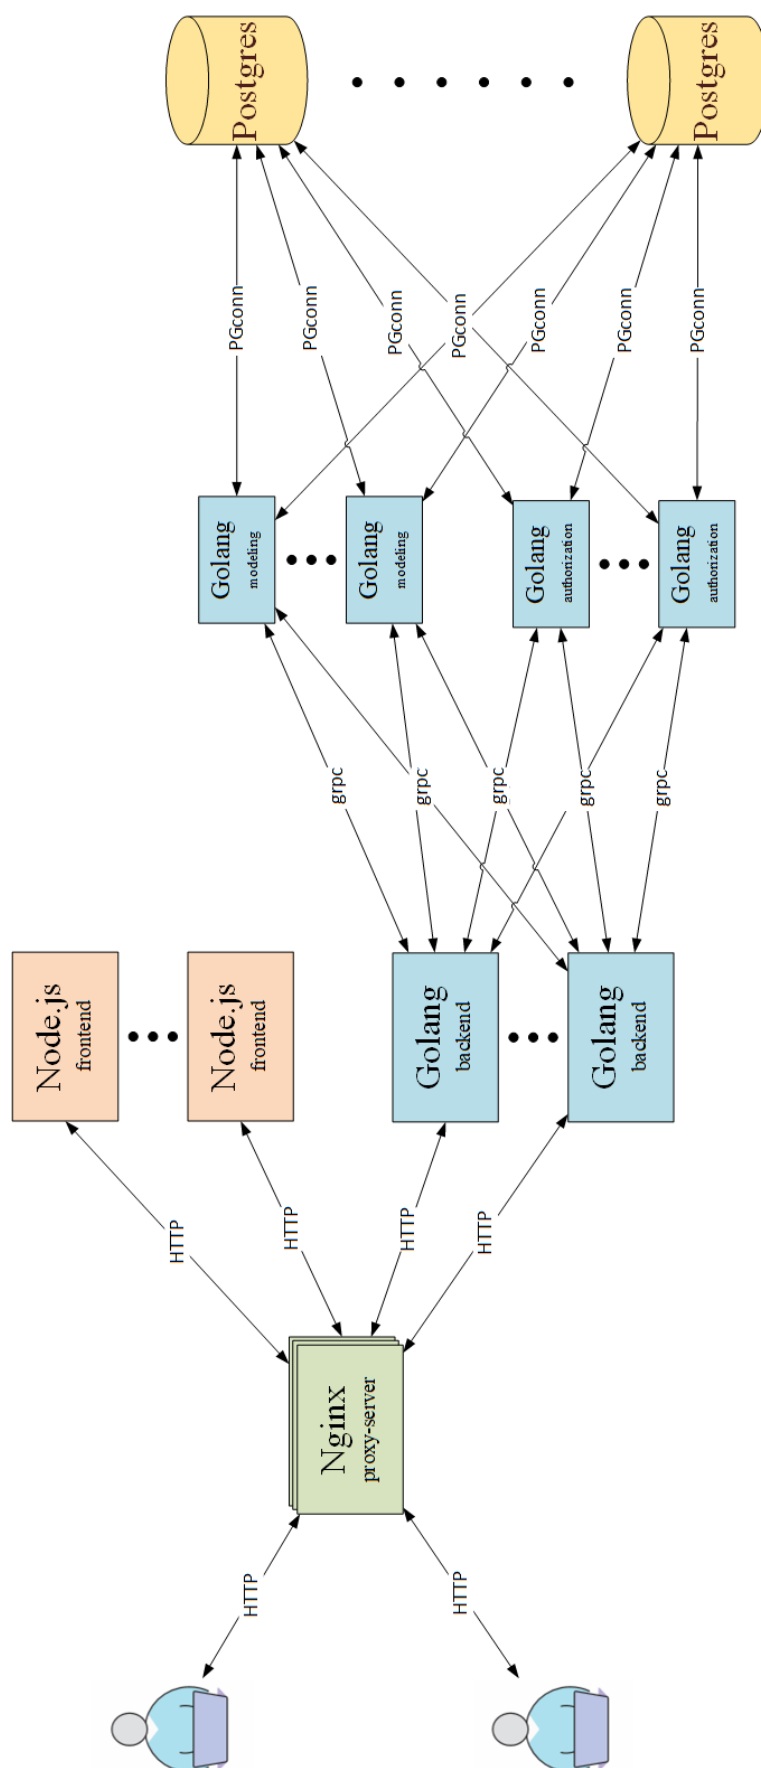 HTTP
HTTP
Nginx
proxy-server
HTTP
HTTP
HTTP
HTTP
Node.js
frontend
Node.js
frontend
Golang
backend
Golang
backend
grpc
grpc
grpc
grpc
grpc
Golang
modeling
Golang
modeling
Golang
authorization
Golang
authorization
PGconn
PGconn
PGconn
PGconn
PGconn
PGconn
PGconn
Postgres
Postgres